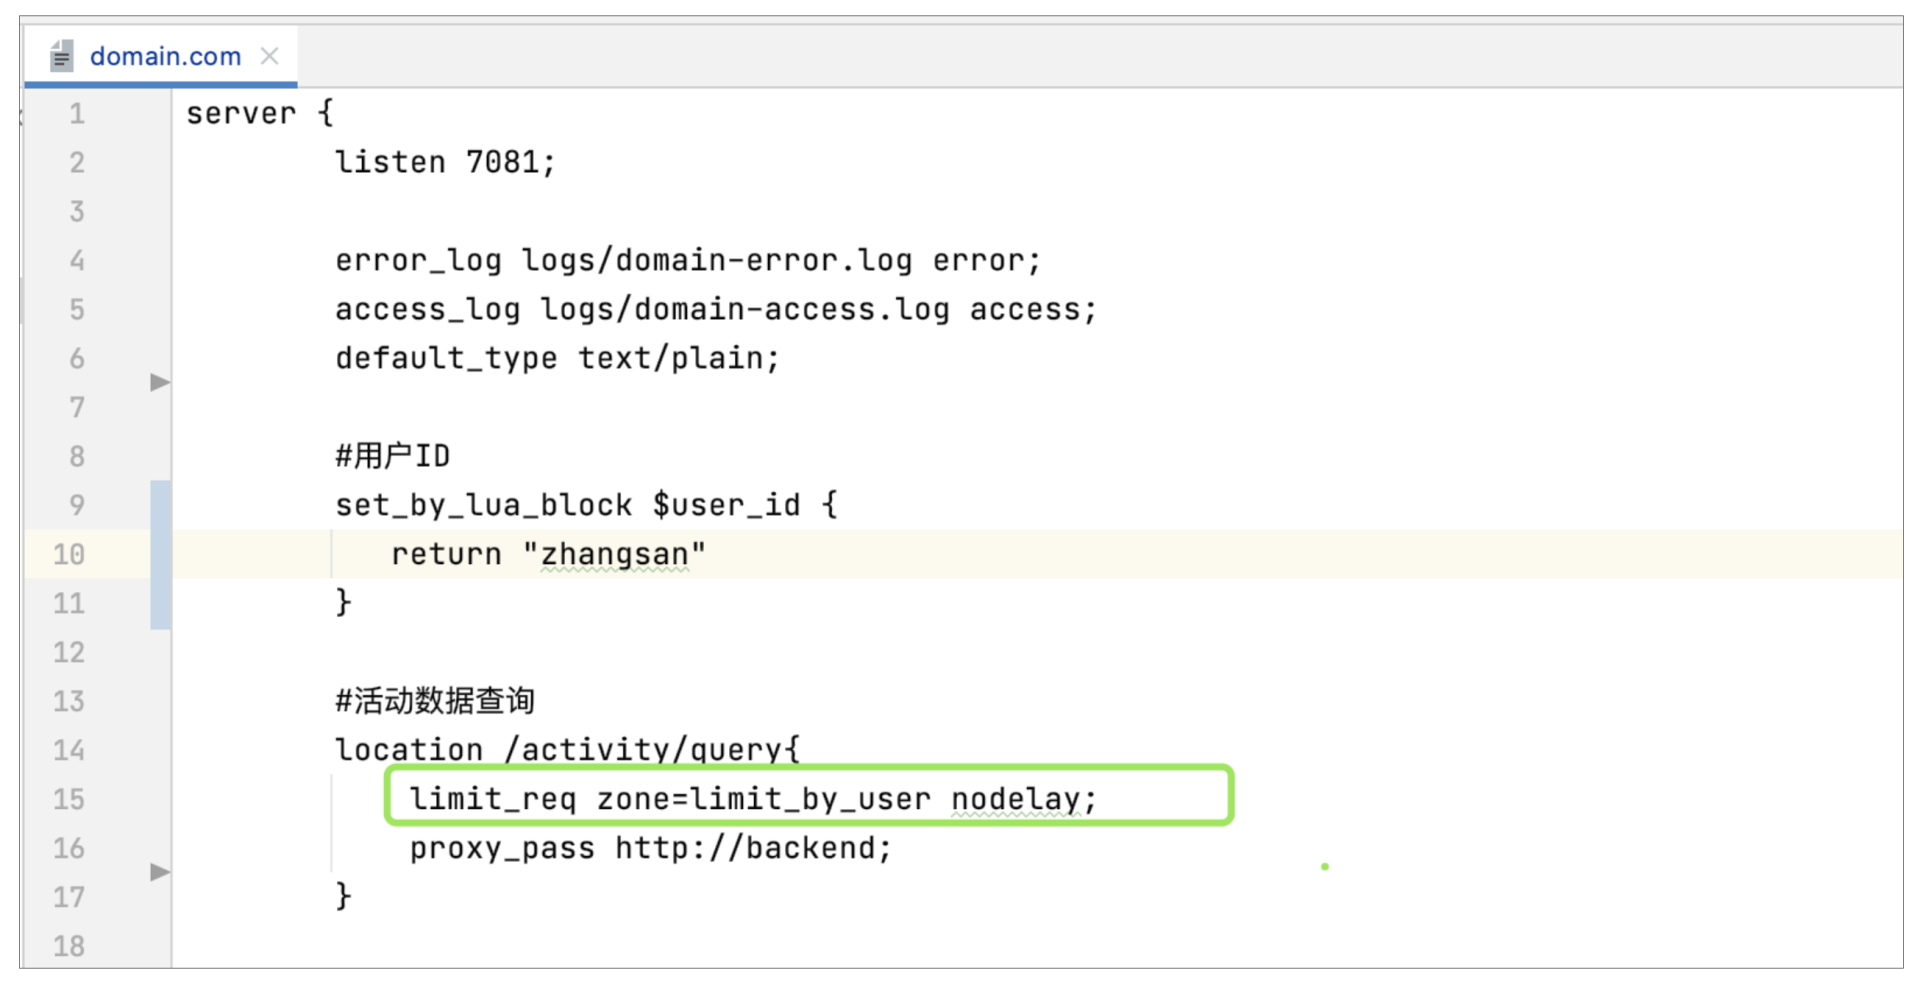 domain.com
1 server {
2 listen 7081;
3
4 error_log logs/domain-error.log error;
5 access_log logs/domain-access.log access;
6 default_type text/plain;
7
8 #用户ID
9 set_by_lua_block $user_id {
10 return "zhangsan"
11 }
12
13 #活动数据查询
14 location /activity/query{
15 limit_req zone=limit_by_user nodelay;
16 proxy_pass http://backend;
17 }
18